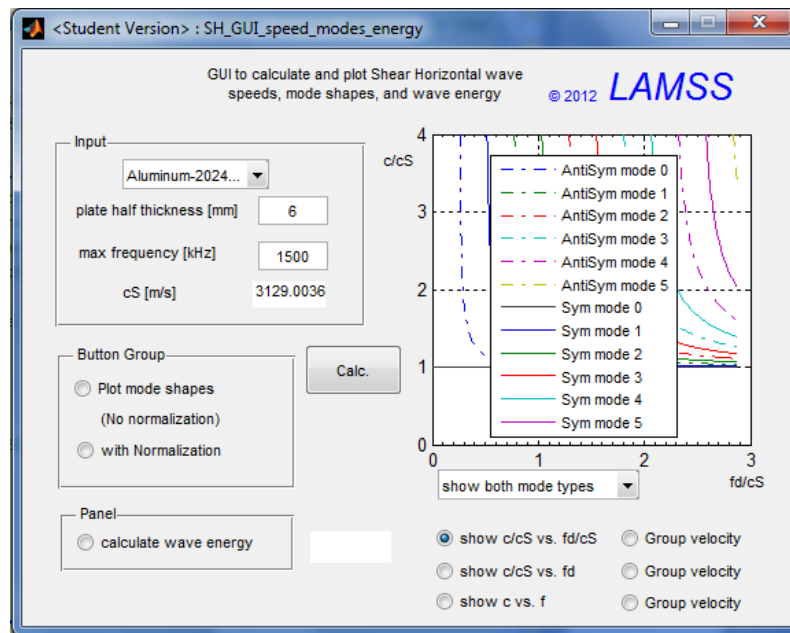 <Student Version> : SH_GUI_speed_modes_energy
GUI to calculate and plot Shear Horizontal wave
speeds, mode shapes, and wave energy
© 2012 LAMSS
Input
Aluminum-2024...
plate half thickness [mm] 6
max frequency [kHz] 1500
cS [m/s] 3129.0036
Button Group
Plot mode shapes
(No normalization)
with Normalization
Calc.
Panel
calculate wave energy
c/cS
4
3
2
1
0
AntiSym mode 0
AntiSym mode 1
AntiSym mode 2
AntiSym mode 3
AntiSym mode 4
AntiSym mode 5
Sym mode 0
Sym mode 1
Sym mode 2
Sym mode 3
Sym mode 4
Sym mode 5
0 1 2 3
fd/cS
show both mode types
show c/cS vs. fd/cS Group velocity
show c/cS vs. fd Group velocity
show c vs. f Group velocity